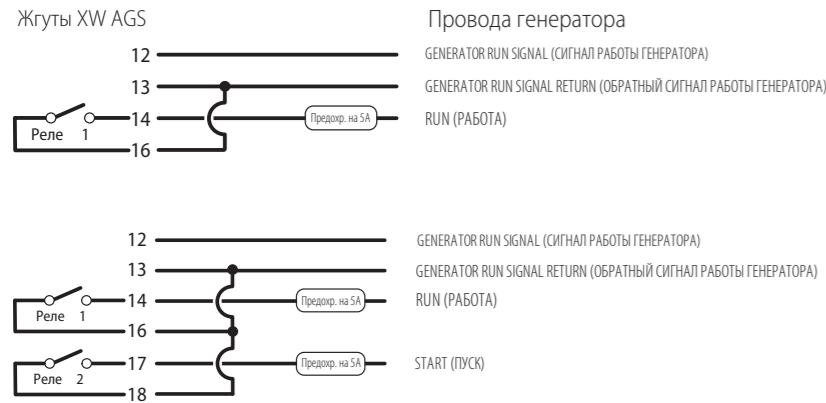 Жгуты XW AGS Провода генератора
12 GENERATOR RUN SIGNAL (СИГНАЛ РАБОТЫ ГЕНЕРАТОРА)
13 GENERATOR RUN SIGNAL RETURN (ОБРАТНЫЙ СИГНАЛ РАБОТЫ ГЕНЕРАТОРА)
14 Предохр. на 5А RUN (РАБОТА)
Реле 1
16
12 GENERATOR RUN SIGNAL (СИГНАЛ РАБОТЫ ГЕНЕРАТОРА)
13 GENERATOR RUN SIGNAL RETURN (ОБРАТНЫЙ СИГНАЛ РАБОТЫ ГЕНЕРАТОРА)
14 Предохр. на 5А RUN (РАБОТА)
Реле 1
16
17 Предохр. на 5А START (ПУСК)
Реле 2
18